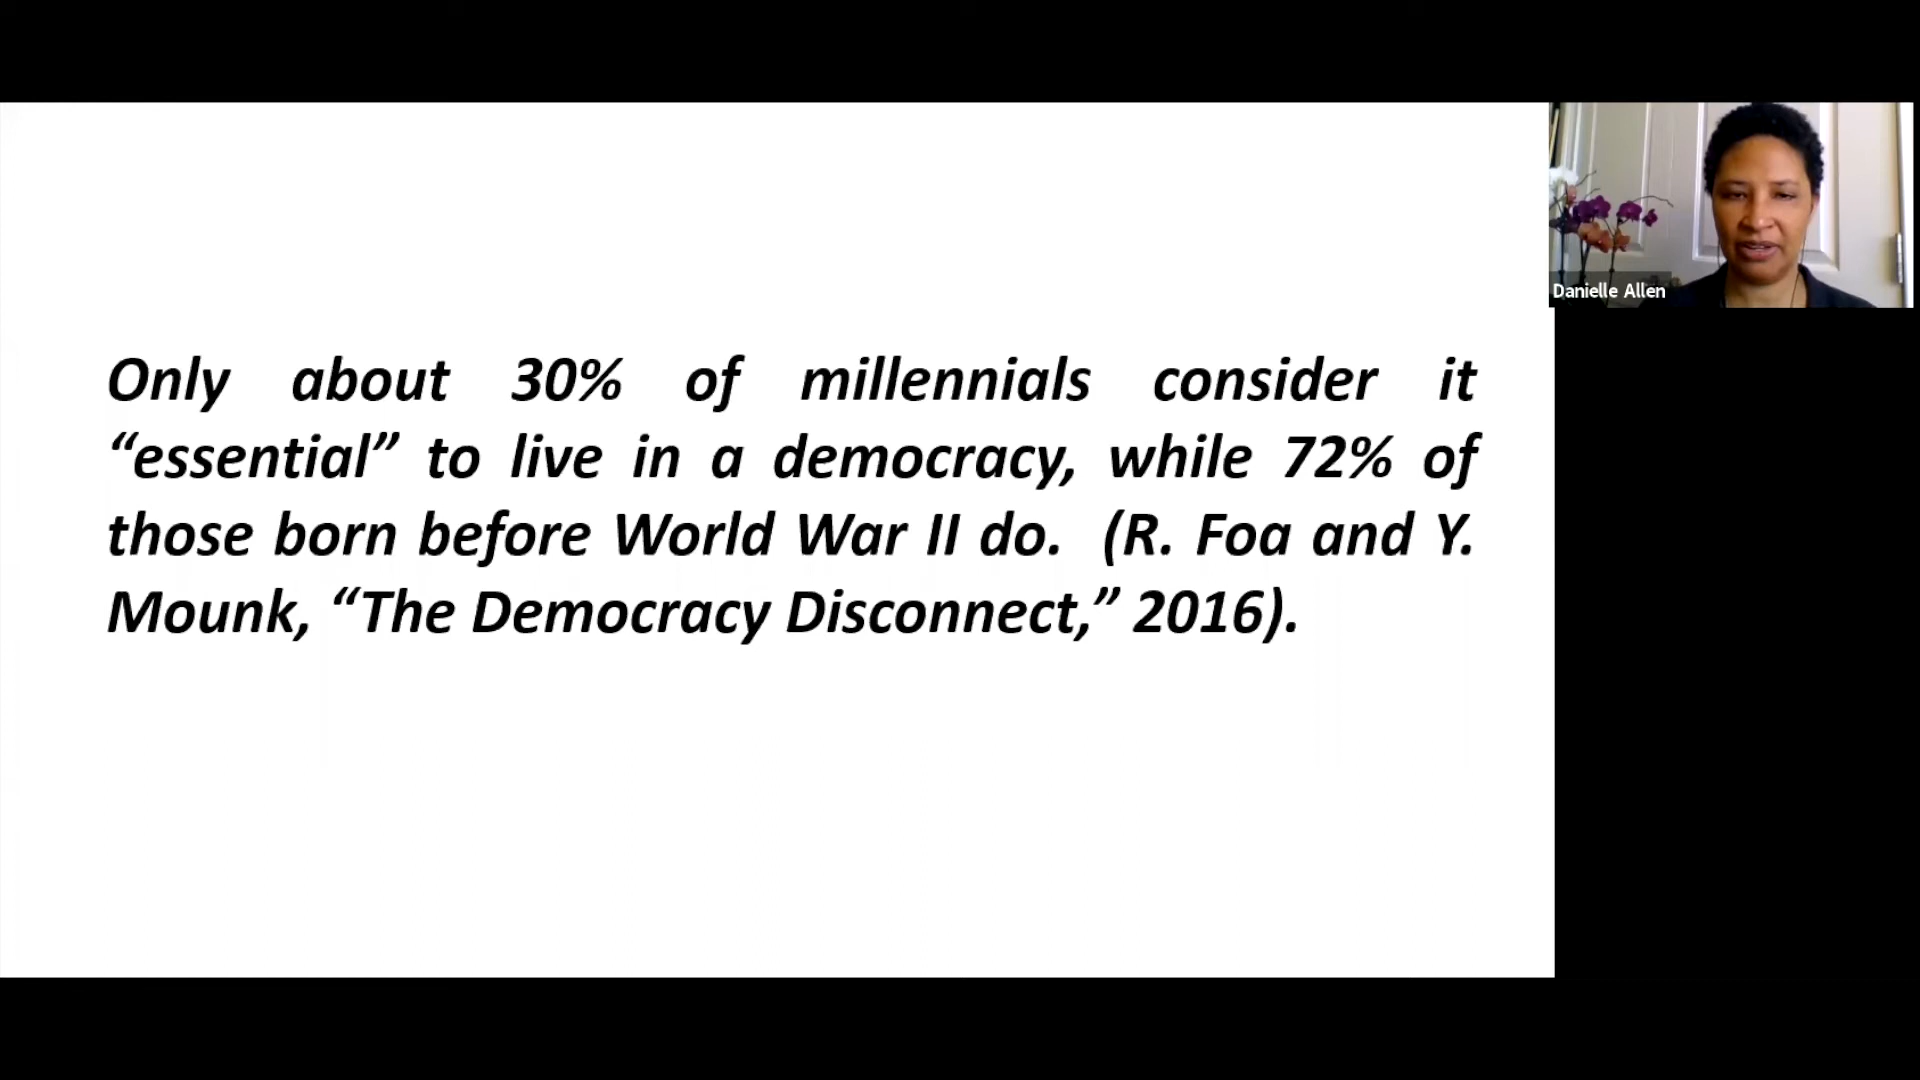 Only about 30% of millennials consider it
“essential” to live in a democracy, while 72% of
those born before World War II do. (R. Foa and Y.
Mounk, “The Democracy Disconnect,” 2016).
Danielle Allen